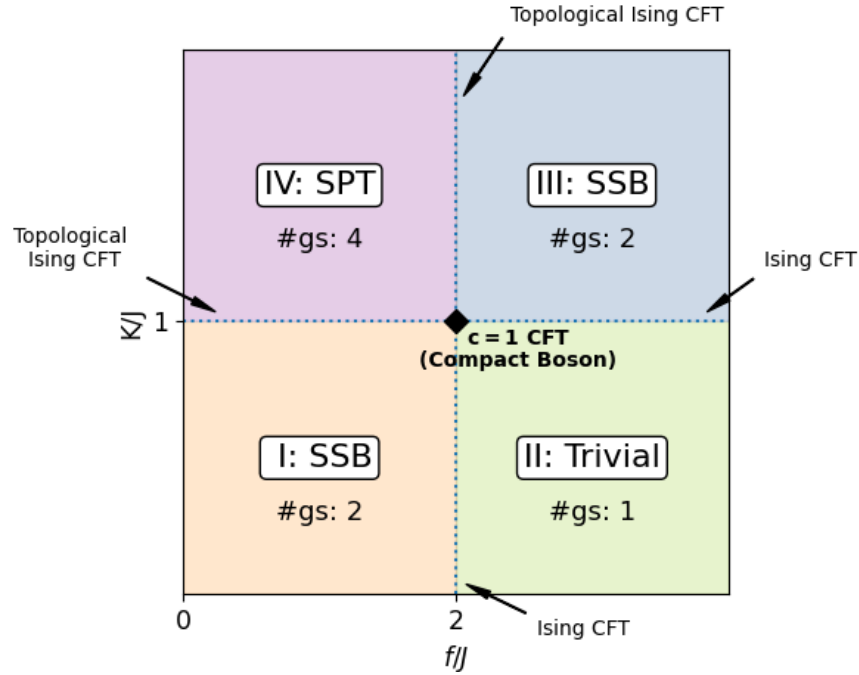 Topological Ising CFT
IV: SPT
#gs: 4
III: SSB
#gs: 2
Topological
Ising CFT
Ising CFT
K/J
1
c = 1 CFT
(Compact Boson)
I: SSB
#gs: 2
II: Trivial
#gs: 1
0
2
Ising CFT
f/J